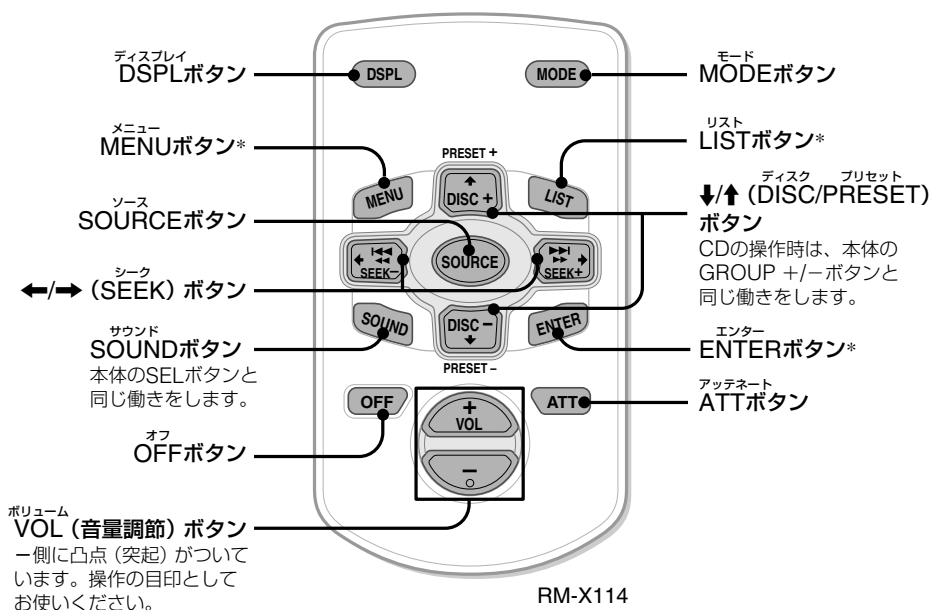 ディスプレイ
DSPLボタン
メニュー
MENUボタン*
ソース
SOURCEボタン
シーク
←/→（SEEK）ボタン
サウンド
SOUNDボタン
本体のSELボタンと
同じ働きをします。
オフ
OFFボタン
ボリューム
VOL（音量調節）ボタン
−側に凸点（突起）がついて
います。操作の目印として
お使いください。
DSPL
MODE
PRESET +
MENU
DISC +
LIST
SEEK−
SOURCE
SEEK+
SOUND
DISC −
ENTER
PRESET −
OFF
+
VOL
ATT
−
RM-X114
モード
MODEボタン
リスト
LISTボタン*
ディスク プリセット
↓/↑（DISC/PRESET）
ボタン
CDの操作時は、本体の
GROUP +/−ボタンと
同じ働きをします。
エンター
ENTERボタン*
アッテネート
ATTボタン